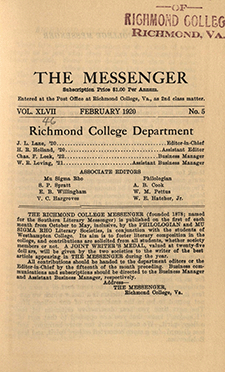 OF
RICHMOND COLLEG
RICHMOND, VA.
THE MESSENGER
Subscription Price $1.00 Per Annum.
Entered at the Post Office at Richmond College, Va., as 2nd class matter.
VOL. XLVII FEBRUARY 1920 No. 5
46
Richmond College Department
J. L. Lane, '20 Editor-in-Chief
H. B. Holland, '20 Assistant Editor
Chas. P. Leek, '22 Business Manager
W. R. Loving, '21 Assistant Business Manager
ASSOCIATE EDITORS
Mu Sigma Rho Philologian
S. P. Spratt A. B. Cook
E. B. Willingham W. M. Pettus
V. C. Hargraves W. E. Hatcher, Jr.
THE RICHMOND COLLEGE MESSENGER (founded 1878; named
for the Southern Literary Messenger) is published on the first of each
month from October to May, inclusive, by the PHILOLOGIAN and MU
SIGMA RHO Literary Societies, in conjunction with the students of
Westhampton College. Its aim is to foster literary composition in the
college, and contributions are solicited from all students, whether society
members or not. A JOINT WRITER'S MEDAL, valued at twenty-five
dollars, will be given by the two societies to the writer of the best
article appearing in THE MESSENGER during the year.
All contributions should be handed to the department editors or the
Editor-in-Chief by the fifteenth of the month preceding. Business com-
munications and subscriptions should be directed to the Business Manager
and Assistant Business Manager, respectively.
Address—
THE MESSENGER,
Richmond College, Va.